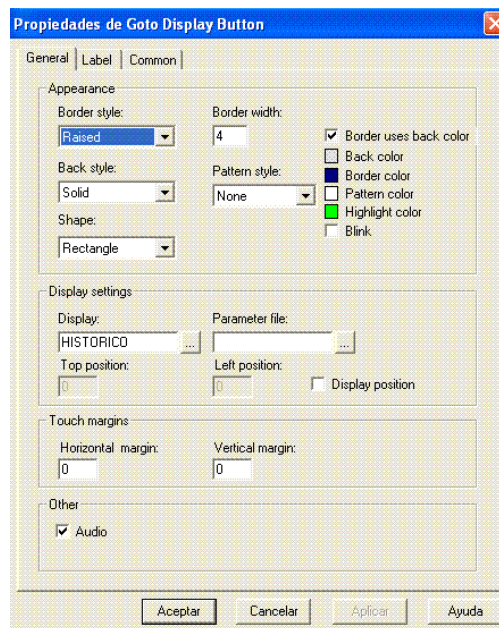 Propiedades de Goto Display Button
General Label Common
Appearance
Border style: Border width:
Raised 4 Border uses back color
Back color
Back style: Pattern style: Border color
Solid None Pattern color
Highlight color
Shape: Blink
Rectangle
Display settings
Display: Parameter file:
HISTORICO ... ...
Top position: Left position:
0 0 Display position
Touch margins
Horizontal margin: Vertical margin:
0 0
Other
Audio
Aceptar Cancelar Aplicar Ayuda